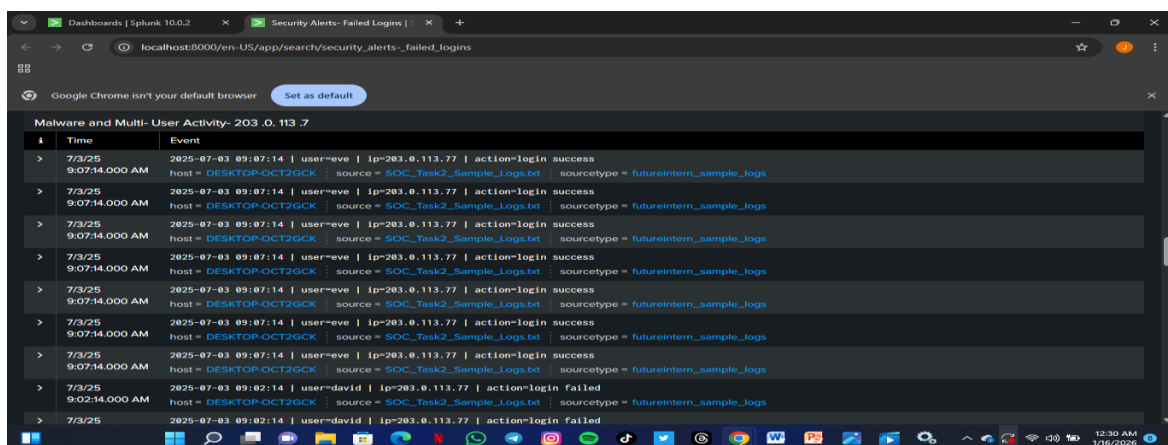 Dashboards | Splunk 10.0.2
Security Alerts- Failed Logins | S
localhost:8000/en-US/app/search/security_alerts-_failed_logins
J
Google Chrome isn't your default browser
Set as default
Malware and Multi- User Activity- 203 .0. 113 .7
i Time Event
> 7/3/25 2025-07-03 09:07:14 | user=eve | ip=203.0.113.77 | action=login success
9:07:14.000 AM host = DESKTOP-OCT2GCK source = SOC_Task2_Sample_Logs.txt sourcetype = futureintern_sample_logs
> 7/3/25 2025-07-03 09:07:14 | user=eve | ip=203.0.113.77 | action=login success
9:07:14.000 AM host = DESKTOP-OCT2GCK source = SOC_Task2_Sample_Logs.txt sourcetype = futureintern_sample_logs
> 7/3/25 2025-07-03 09:07:14 | user=eve | ip=203.0.113.77 | action=login success
9:07:14.000 AM host = DESKTOP-OCT2GCK source = SOC_Task2_Sample_Logs.txt sourcetype = futureintern_sample_logs
> 7/3/25 2025-07-03 09:07:14 | user=eve | ip=203.0.113.77 | action=login success
9:07:14.000 AM host = DESKTOP-OCT2GCK source = SOC_Task2_Sample_Logs.txt sourcetype = futureintern_sample_logs
> 7/3/25 2025-07-03 09:07:14 | user=eve | ip=203.0.113.77 | action=login success
9:07:14.000 AM host = DESKTOP-OCT2GCK source = SOC_Task2_Sample_Logs.txt sourcetype = futureintern_sample_logs
> 7/3/25 2025-07-03 09:07:14 | user=eve | ip=203.0.113.77 | action=login success
9:07:14.000 AM host = DESKTOP-OCT2GCK source = SOC_Task2_Sample_Logs.txt sourcetype = futureintern_sample_logs
> 7/3/25 2025-07-03 09:07:14 | user=eve | ip=203.0.113.77 | action=login success
9:07:14.000 AM host = DESKTOP-OCT2GCK source = SOC_Task2_Sample_Logs.txt sourcetype = futureintern_sample_logs
> 7/3/25 2025-07-03 09:02:14 | user=david | ip=203.0.113.77 | action=login failed
9:02:14.000 AM host = DESKTOP-OCT2GCK source = SOC_Task2_Sample_Logs.txt sourcetype = futureintern_sample_logs
> 7/3/25 2025-07-03 09:02:14 | user=david | ip=203.0.113.77 | action=login failed
12:30 AM
1/16/2026